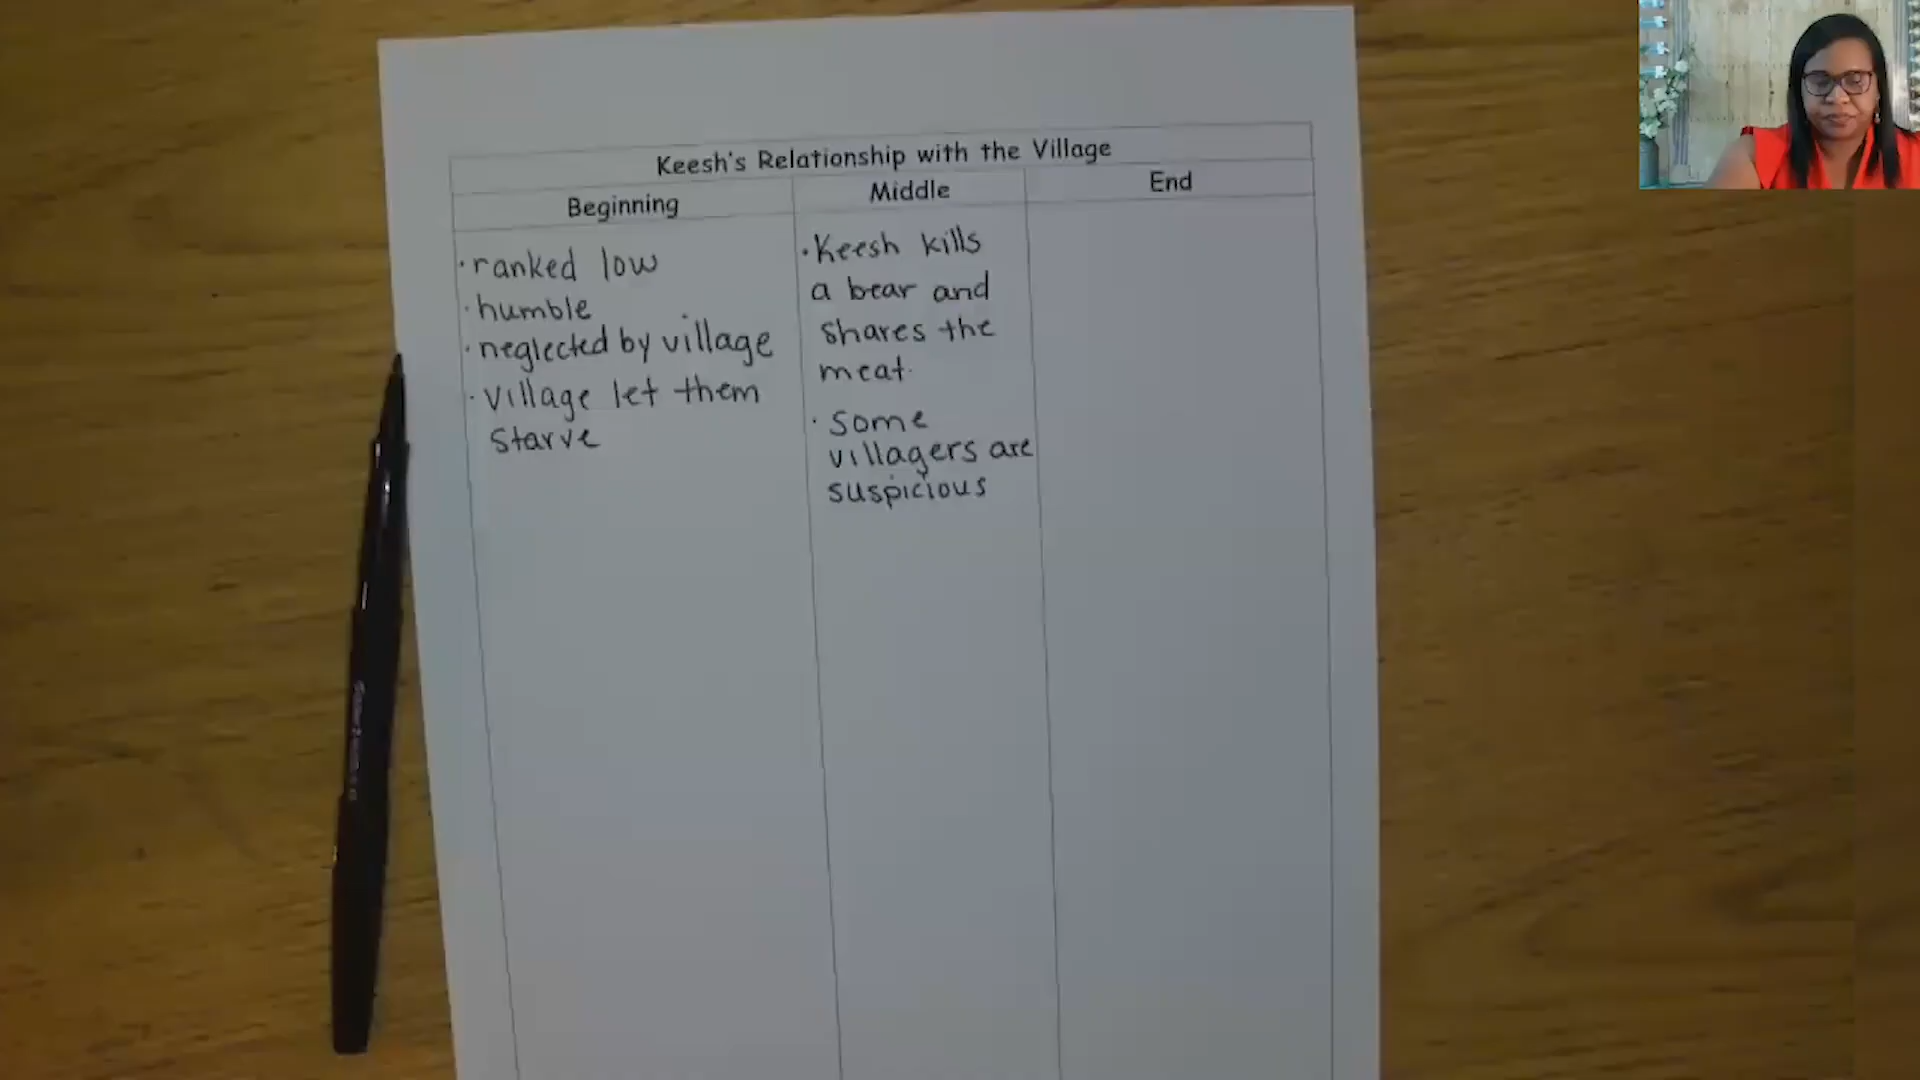 Keesh's Relationship with the Village
Beginning
Middle
End
· ranked low
· humble
· neglected by village
· village let them
starve
· Keesh kills
a bear and
shares the
meat.
· some
villagers are
suspicious